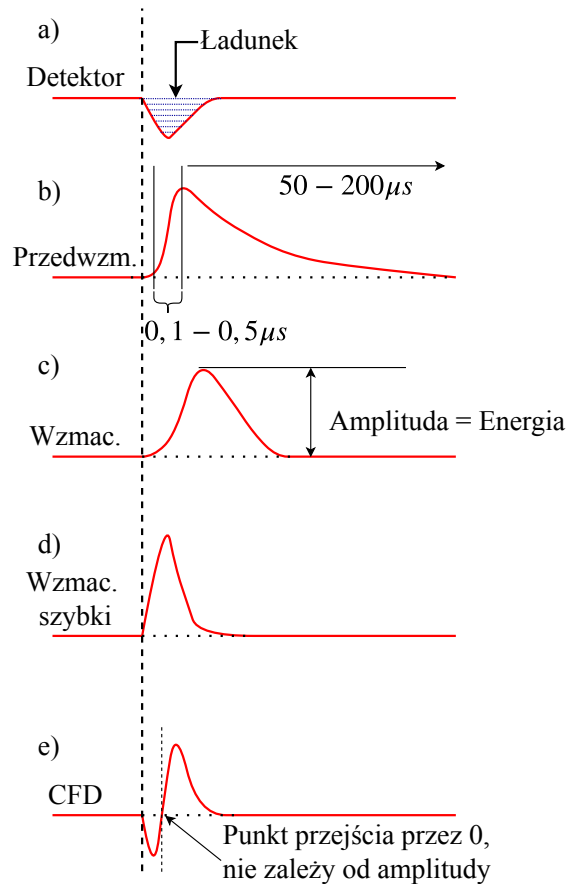 a)
Ładunek
Detektor
b)
50 − 200μs
Przedwzm.
0, 1 − 0, 5μs
c)
Amplituda = Energia
Wzmac.
d)
Wzmac.
szybki
e)
CFD
Punkt przejścia przez 0,
nie zależy od amplitudy